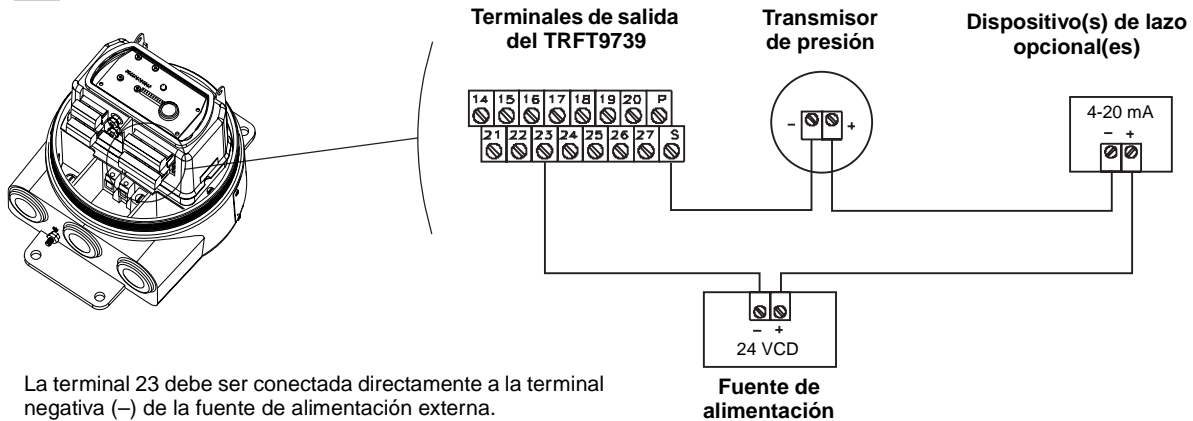 Terminales de salida
del TRFT9739
Transmisor
de presión
Dispositivo(s) de lazo
opcional(es)
14 15 16 17 18 19 20 P
21 22 23 24 25 26 27 S
– +
4-20 mA
– +
– +
24 VCD
Fuente de
alimentación
La terminal 23 debe ser conectada directamente a la terminal
negativa (–) de la fuente de alimentación externa.